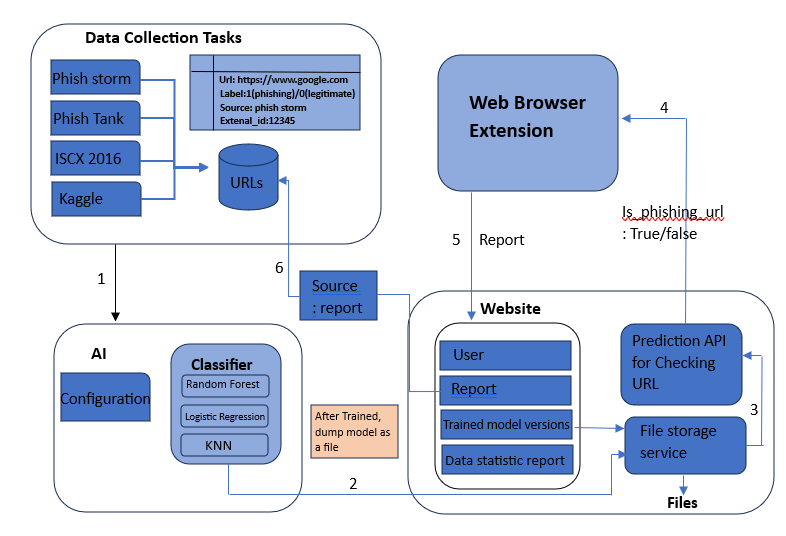 Data Collection Tasks
Phish storm
Phish Tank
ISCX 2016
Kaggle
Url: https://www.google.com
Label:1(phishing)/0(legitimate)
Source: phish storm
Extenal_id:12345
URLs
Web Browser
Extension
4
Is_phishing_url
: True/false
5
Report
6
Source
: report
1
Website
User
Report
Trained model versions
Data statistic report
Prediction API
for Checking
URL
3
File storage
service
Files
AI
Configuration
Classifier
Random Forest
Logistic Regression
KNN
After Trained,
dump model as
a file
2